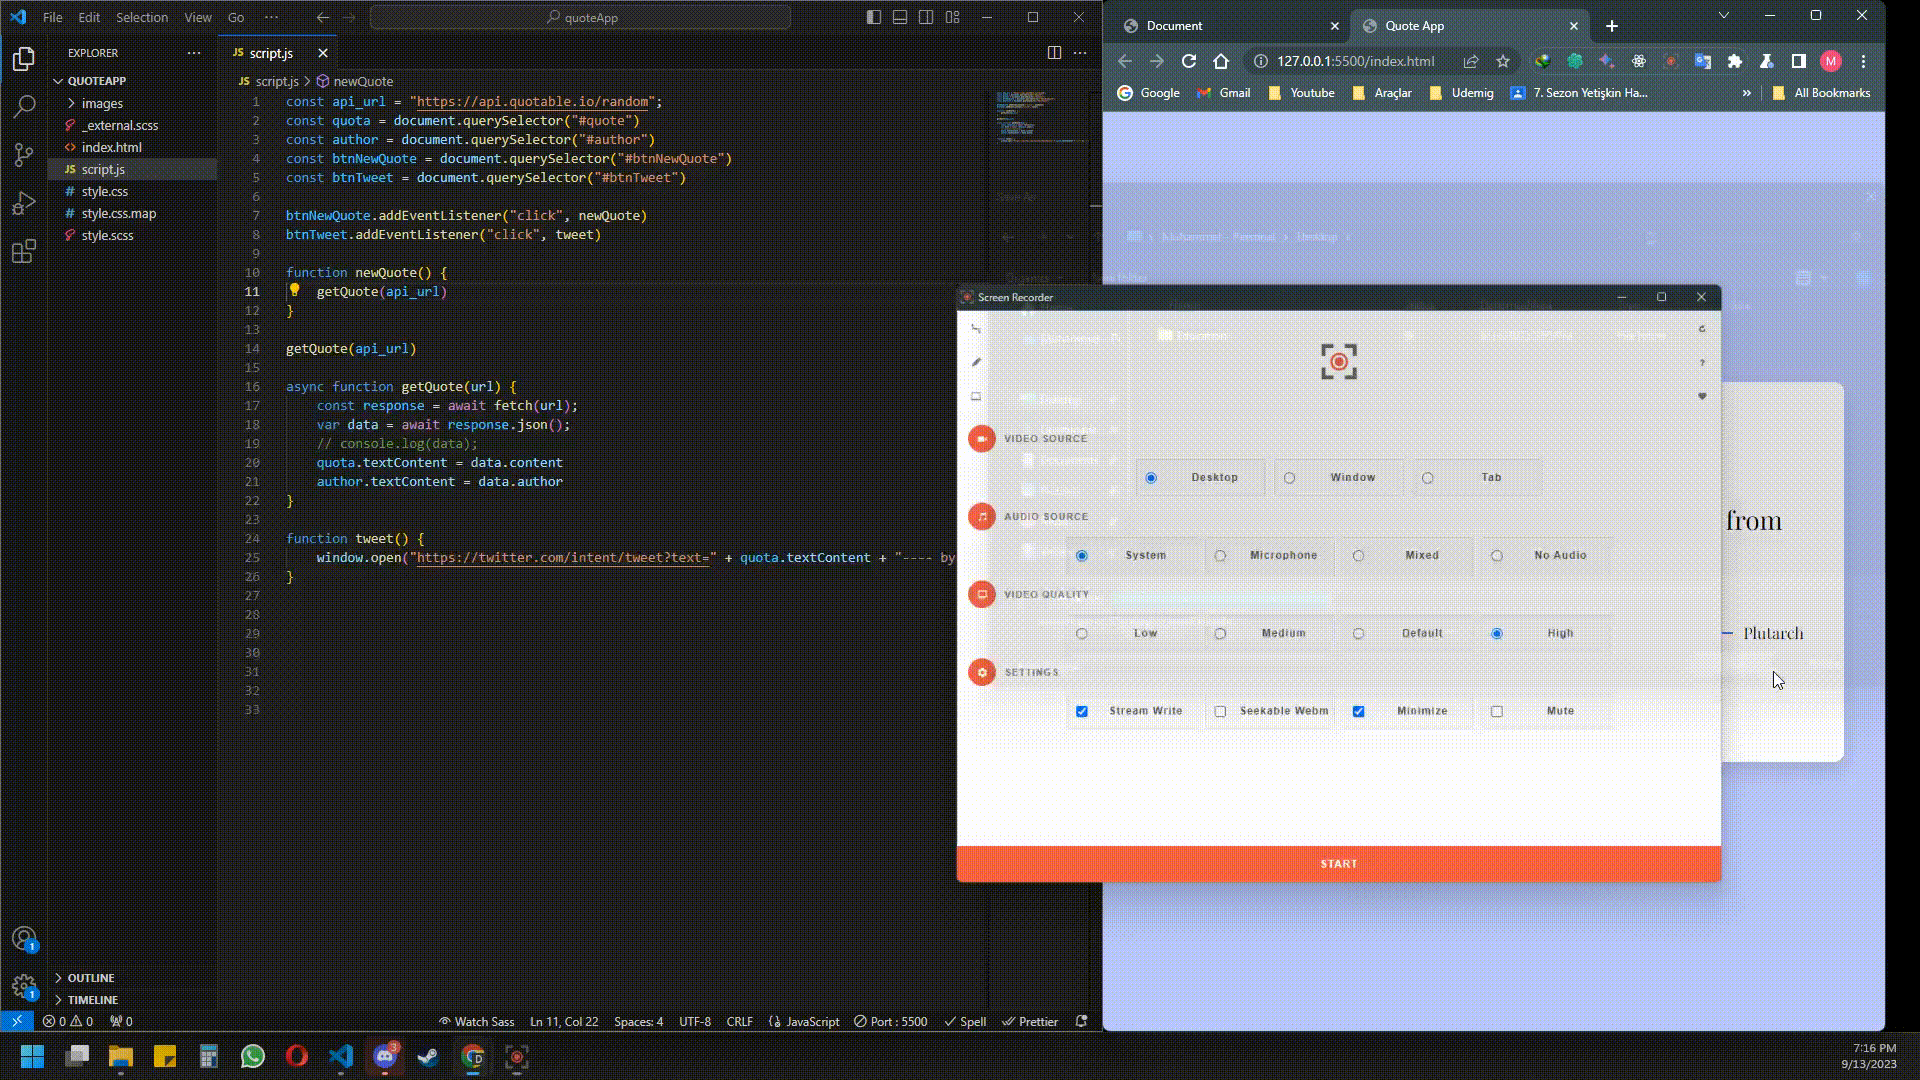 File Edit Selection View Go ··· quoteApp
EXPLORER ···
QUOTEAPP
images
_external.scss
index.html
script.js
style.css
style.css.map
style.scss
OUTLINE
TIMELINE
JS script.js
JS script.js > newQuote
1 const api_url = "https://api.quotable.io/random";
2 const quota = document.querySelector("#quote")
3 const author = document.querySelector("#author")
4 const btnNewQuote = document.querySelector("#btnNewQuote")
5 const btnTweet = document.querySelector("#btnTweet")
6
7 btnNewQuote.addEventListener("click", newQuote)
8 btnTweet.addEventListener("click", tweet)
9
10 function newQuote() {
11 getQuote(api_url)
12 }
13
14 getQuote(api_url)
15
16 async function getQuote(url) {
17 const response = await fetch(url);
18 var data = await response.json();
19 // console.log(data);
20 quota.textContent = data.content
21 author.textContent = data.author
22 }
23
24 function tweet() {
25 window.open("https://twitter.com/intent/tweet?text=" + quota.textContent + "---- by
26 }
27
28
29
30
31
32
33
0 0 0 Watch Sass Ln 11, Col 22 Spaces: 4 UTF-8 CRLF {} JavaScript Port : 5500 Spell Prettier
Document
Quote App
127.0.0.1:5500/index.html
M
Google Gmail Youtube Araçlar Udemig 7. Sezon Yetişkin Ha... » All Bookmarks
Desktop
from
— Plutarch
Screen Recorder
VIDEO SOURCE
Desktop Window Tab
AUDIO SOURCE
System Microphone Mixed No Audio
VIDEO QUALITY
Low Medium Default High
SETTINGS
Stream Write Seekable Webm Minimize Mute
START
1
1
3
7:16 PM
9/13/2023